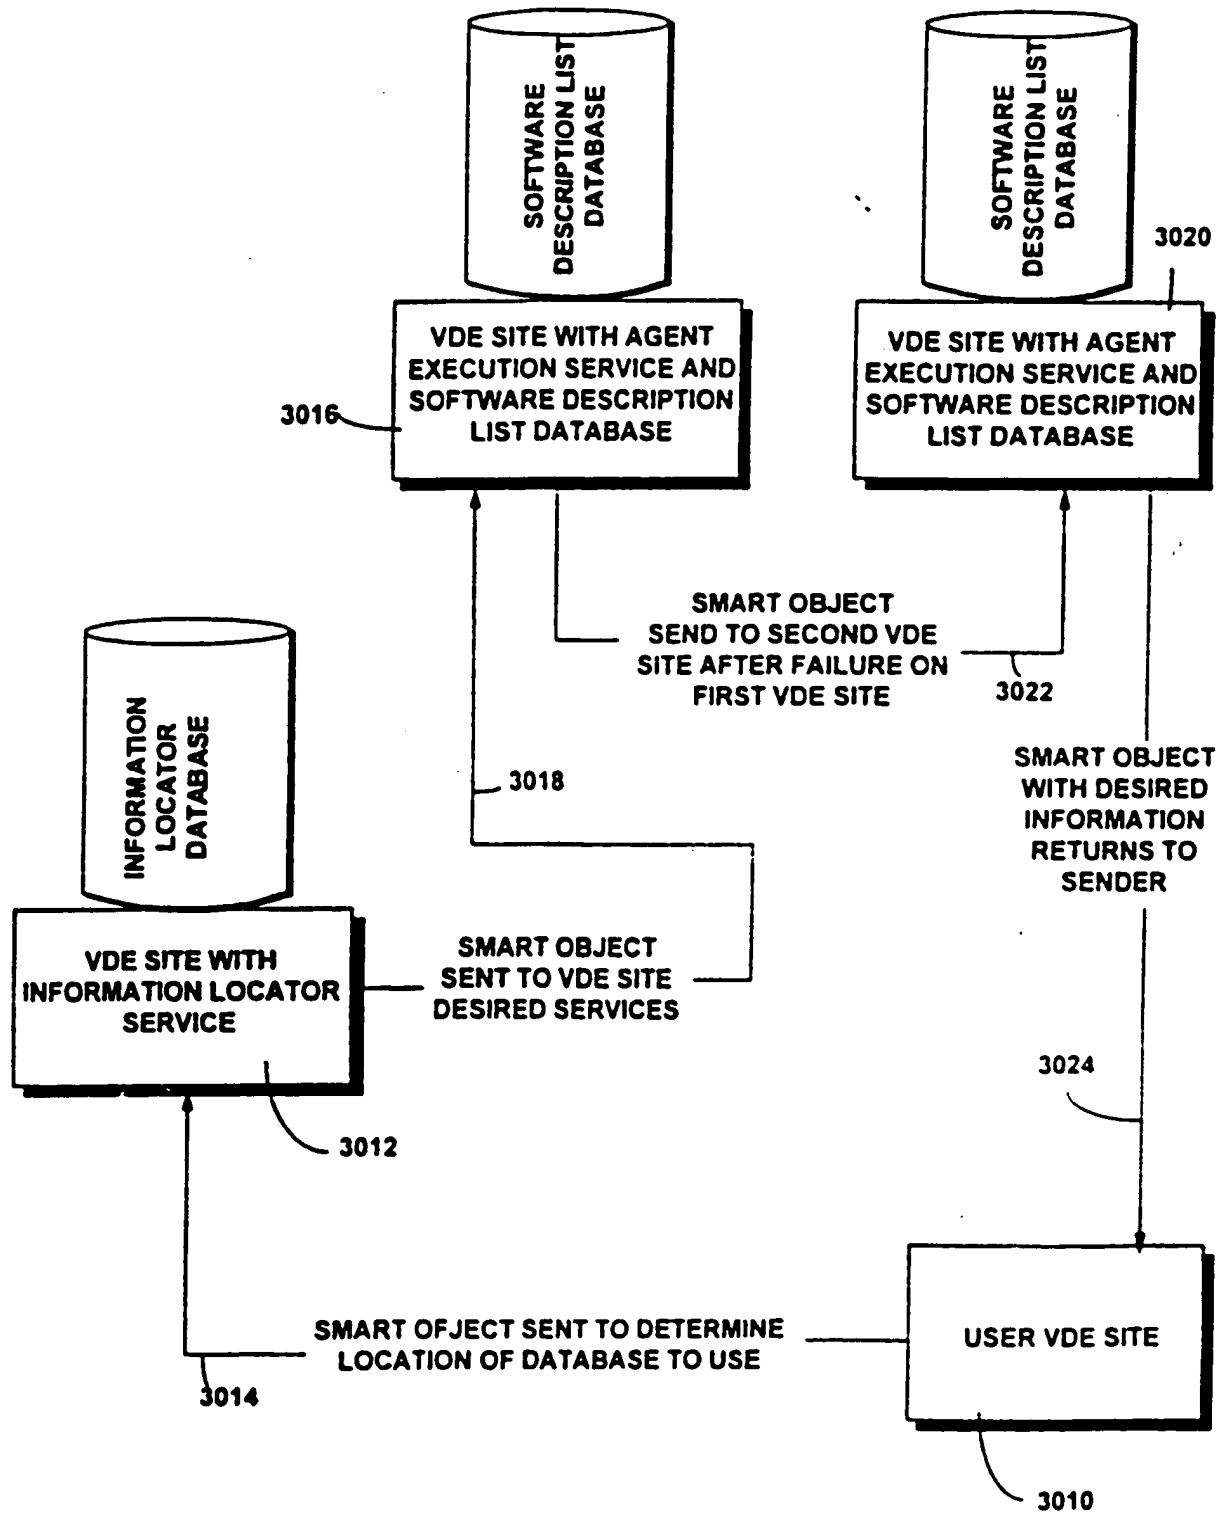 SOFTWARE
DESCRIPTION LIST
DATABASE
SOFTWARE
DESCRIPTION LIST
DATABASE
3020
VDE SITE WITH AGENT
EXECUTION SERVICE AND
SOFTWARE DESCRIPTION
LIST DATABASE
3016
VDE SITE WITH AGENT
EXECUTION SERVICE AND
SOFTWARE DESCRIPTION
LIST DATABASE
SMART OBJECT
SEND TO SECOND VDE
SITE AFTER FAILURE ON
FIRST VDE SITE
3022
INFORMATION
LOCATOR
DATABASE
3018
SMART OBJECT
WITH DESIRED
INFORMATION
RETURNS TO
SENDER
VDE SITE WITH
INFORMATION LOCATOR
SERVICE
SMART OBJECT
SENT TO VDE SITE
DESIRED SERVICES
3024
3012
SMART OFJECT SENT TO DETERMINE
LOCATION OF DATABASE TO USE
USER VDE SITE
3014
3010